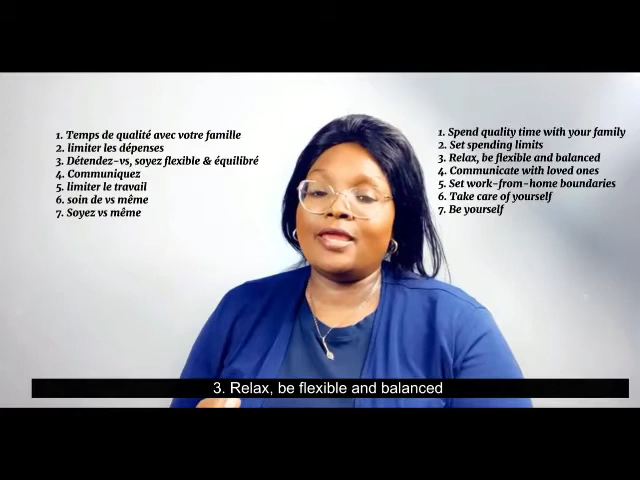 1. Temps de qualité avec votre famille
2. limiter les dépenses
3. Détendez-vs, soyez flexible & équilibré
4. Communiquez
5. limiter le travail
6. soin de vs même
7. Soyez vs même
1. Spend quality time with your family
2. Set spending limits
3. Relax, be flexible and balanced
4. Communicate with loved ones
5. Set work-from-home boundaries
6. Take care of yourself
7. Be yourself
3. Relax, be flexible and balanced